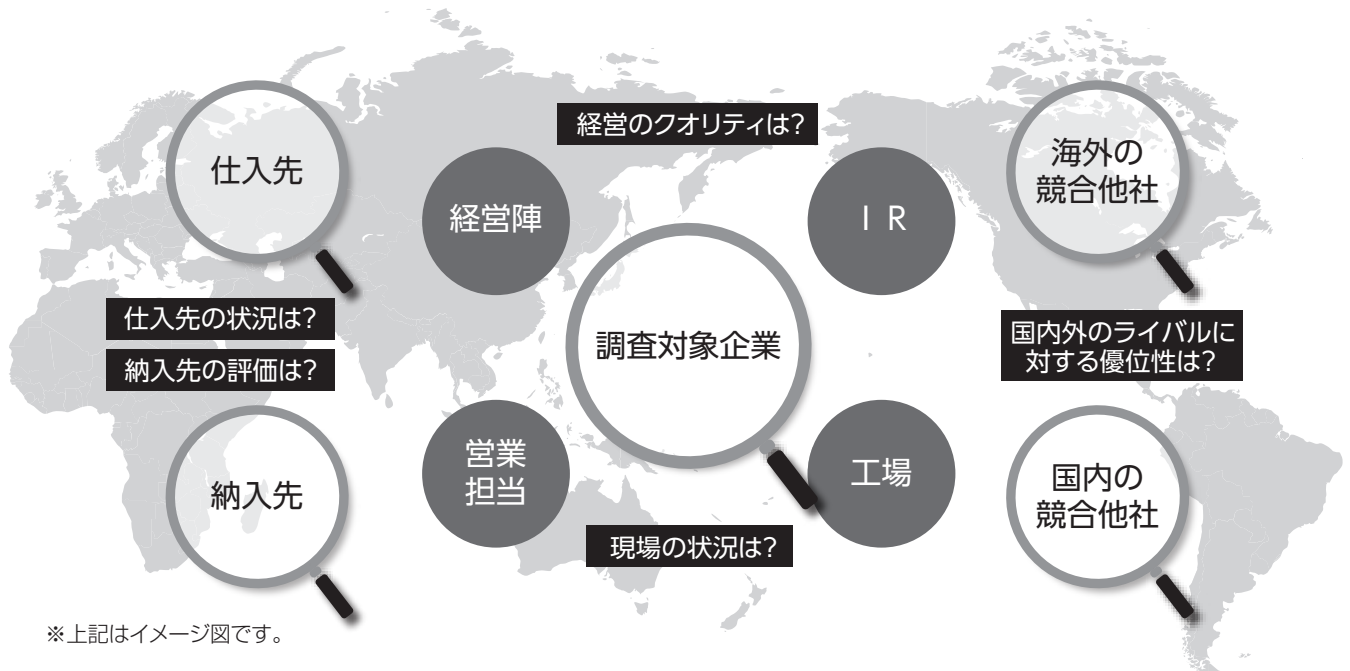 経営のクオリティは?
仕入先
経営陣
I R
海外の
競合他社
仕入先の状況は?
納入先の評価は?
調査対象企業
国内外のライバルに
対する優位性は?
納入先
営業
担当
工場
国内の
競合他社
現場の状況は?
※上記はイメージ図です。